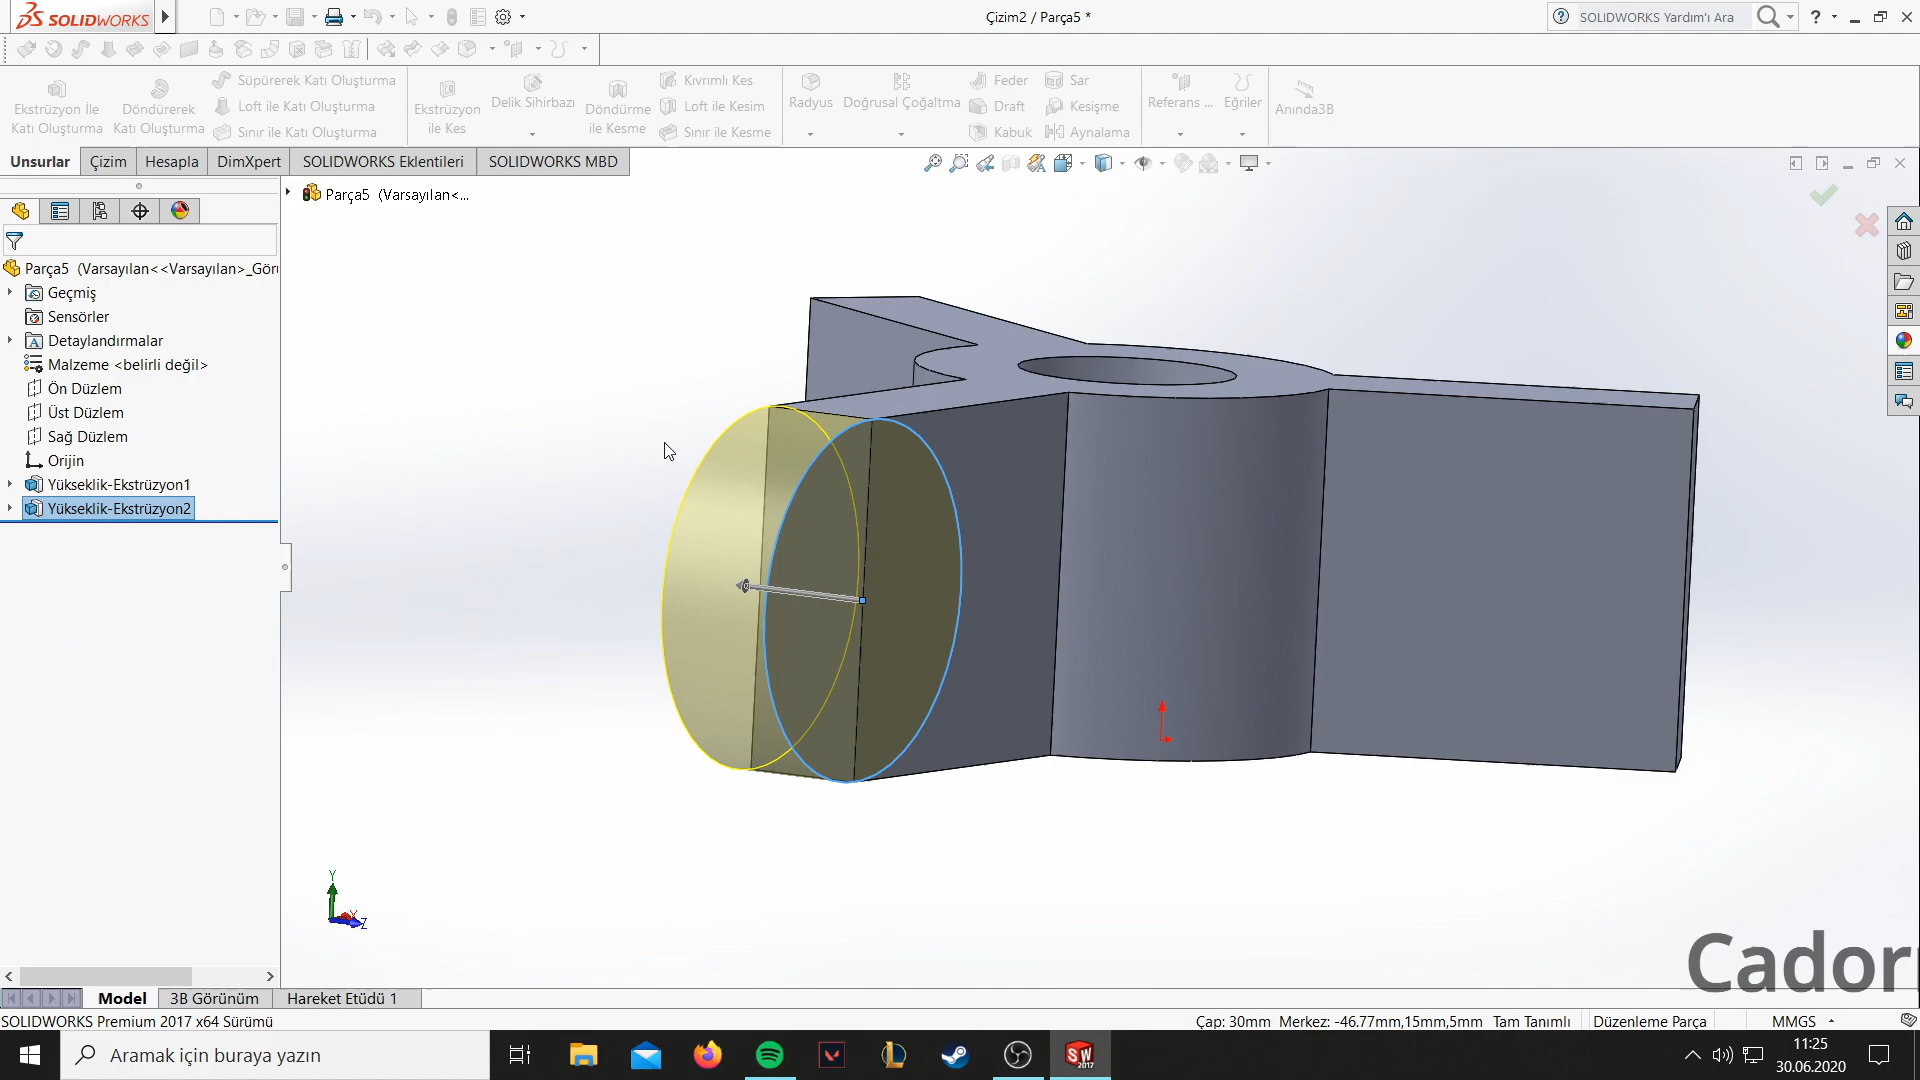 SOLIDWORKS
Çizim2 / Parça5 *
SOLIDWORKS Yardım'ı Ara
Ekstrüzyon İle
Katı Oluşturma
Döndürerek
Katı Oluşturma
Süpürerek Katı Oluşturma
Loft ile Katı Oluşturma
Sınır ile Katı Oluşturma
Ekstrüzyon
ile Kes
Delik Sihirbazı
Döndürme
ile Kesme
Kıvrımlı Kes
Loft ile Kesim
Sınır ile Kesme
Radyus
Doğrusal Çoğaltma
Feder
Draft
Kabuk
Sar
Kesişme
Aynalama
Referans ...
Eğriler
Anında3B
Unsurlar
Çizim
Hesapla
DimXpert
SOLIDWORKS Eklentileri
SOLIDWORKS MBD
Parça5 (Varsayılan<...
Parça5 (Varsayılan<<Varsayılan>_Görü
Geçmiş
Sensörler
Detaylandırmalar
Malzeme <belirli değil>
Ön Düzlem
Üst Düzlem
Sağ Düzlem
Orijin
Yükseklik-Ekstrüzyon1
Yükseklik-Ekstrüzyon2
Y
X
Z
Cador
Model
3B Görünüm
Hareket Etüdü 1
SOLIDWORKS Premium 2017 x64 Sürümü
Çap: 30mm Merkez: -46.77mm,15mm,5mm
Tam Tanımlı
Düzenleme Parça
MMGS
Aramak için buraya yazın
SW
2017
11:25
30.06.2020